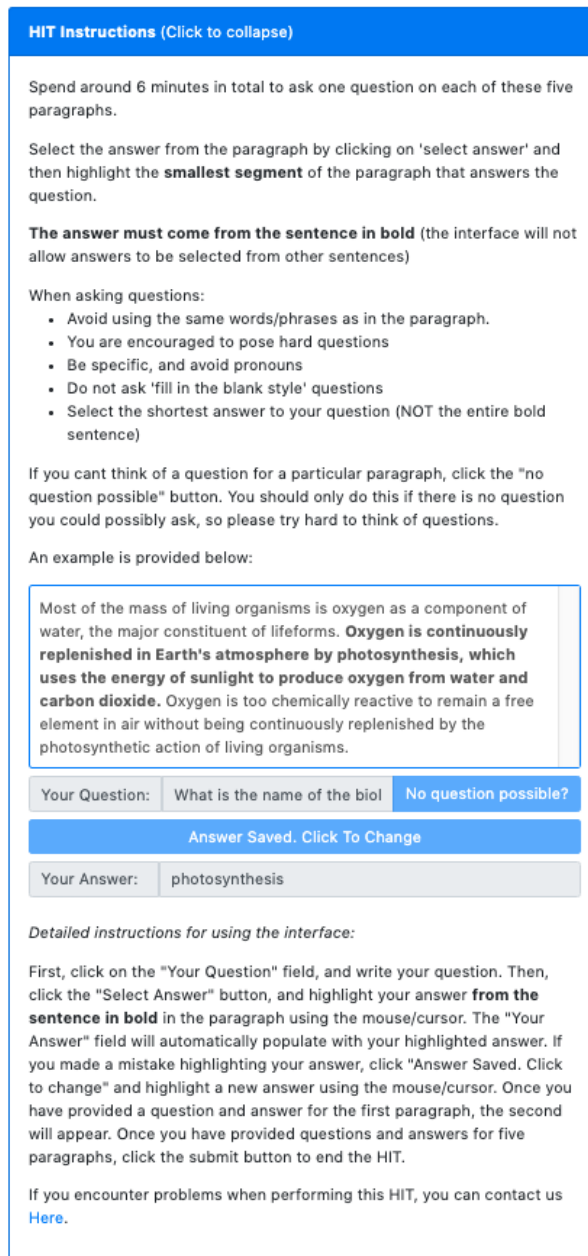 HIT Instructions (Click to collapse)
Spend around 6 minutes in total to ask one question on each of these five
paragraphs.
Select the answer from the paragraph by clicking on 'select answer' and
then highlight the smallest segment of the paragraph that answers the
question.
The answer must come from the sentence in bold (the interface will not
allow answers to be selected from other sentences)
When asking questions:
• Avoid using the same words/phrases as in the paragraph.
• You are encouraged to pose hard questions
• Be specific, and avoid pronouns
• Do not ask 'fill in the blank style' questions
• Select the shortest answer to your question (NOT the entire bold
sentence)
If you cant think of a question for a particular paragraph, click the "no
question possible" button. You should only do this if there is no question
you could possibly ask, so please try hard to think of questions.
An example is provided below:
Most of the mass of living organisms is oxygen as a component of
water, the major constituent of lifeforms. Oxygen is continuously
replenished in Earth's atmosphere by photosynthesis, which
uses the energy of sunlight to produce oxygen from water and
carbon dioxide. Oxygen is too chemically reactive to remain a free
element in air without being continuously replenished by the
photosynthetic action of living organisms.
Your Question: What is the name of the biol No question possible?
Answer Saved. Click To Change
Your Answer: photosynthesis
Detailed instructions for using the interface:
First, click on the "Your Question" field, and write your question. Then,
click the "Select Answer" button, and highlight your answer from the
sentence in bold in the paragraph using the mouse/cursor. The "Your
Answer" field will automatically populate with your highlighted answer. If
you made a mistake highlighting your answer, click "Answer Saved. Click
to change" and highlight a new answer using the mouse/cursor. Once you
have provided a question and answer for the first paragraph, the second
will appear. Once you have provided questions and answers for five
paragraphs, click the submit button to end the HIT.
If you encounter problems when performing this HIT, you can contact us
Here.